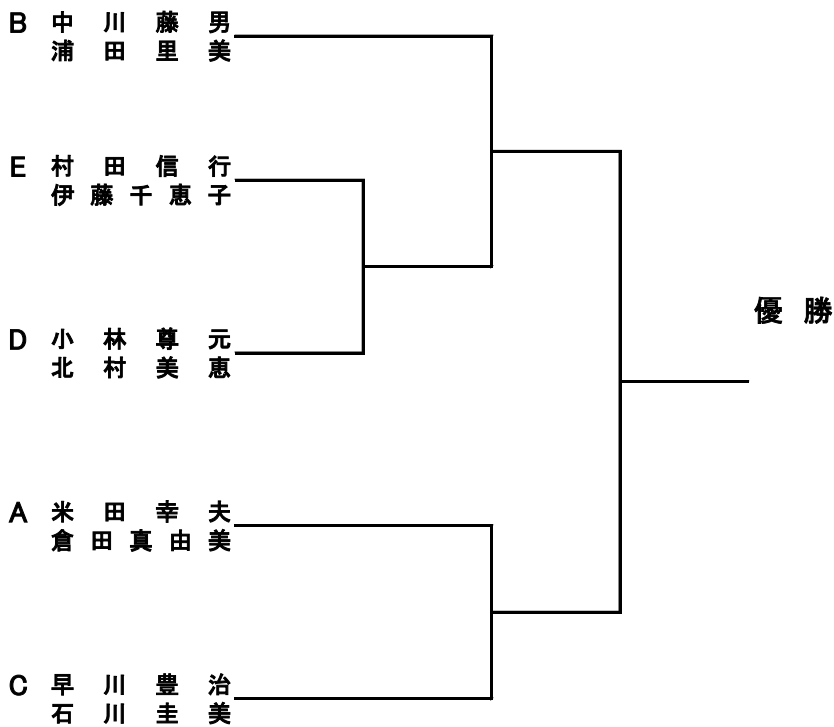 B 中川藤男
浦田里美
E 村田信行
伊藤千恵子
優勝
D 小林尊元
北村美恵
A 米田幸夫
倉田真由美
C 早川豊治
石川圭美